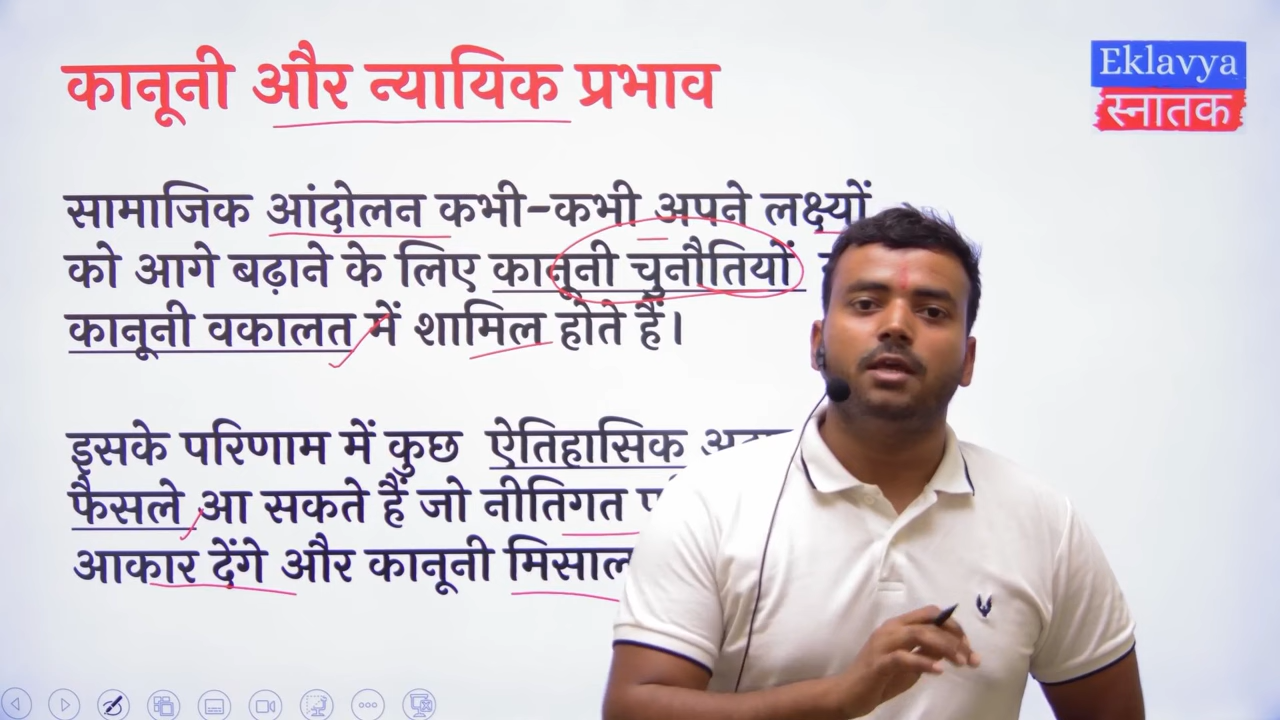 कानूनी और न्यायिक प्रभाव
Eklavya
स्नातक
सामाजिक आंदोलन कभी-कभी अपने लक्ष्यों
को आगे बढ़ाने के लिए कानूनी चुनौतियों
कानूनी वकालत में शामिल होते हैं।
इसके परिणाम में कुछ ऐतिहासिक
फैसले आ सकते हैं जो नीतिगत
आकार देंगे और कानूनी मिसाल